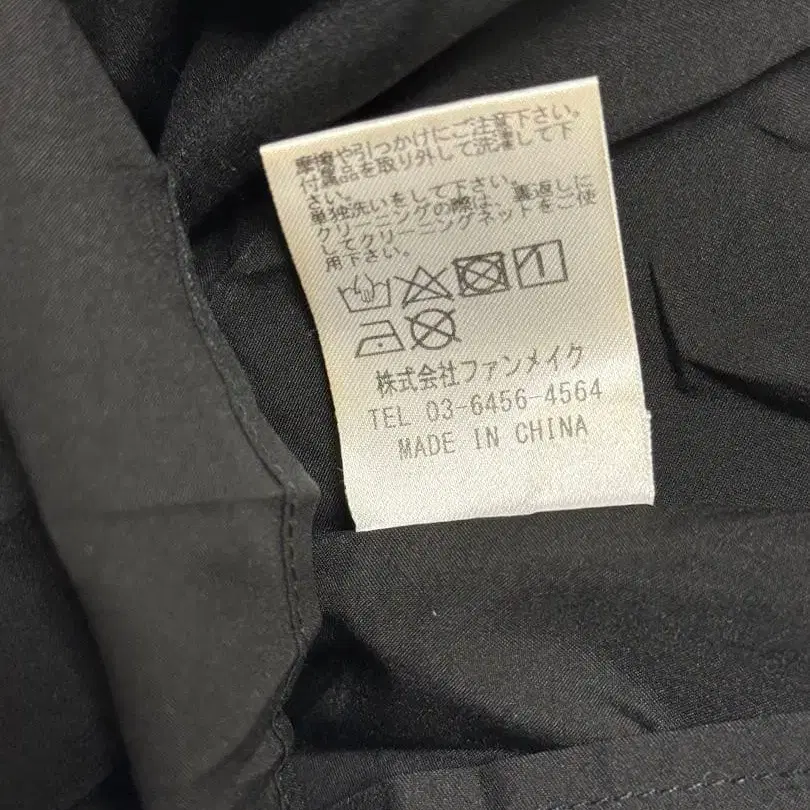 摩擦や引っかけにご注意下さい。
付属品を取り外して洗濯して下
さい。
単独洗いをして下さい。
クリーニングの際は、裏返しに
してクリーニングネットをご使
用下さい。
株式会社ファンメイク
TEL 03-6456-4564
MADE IN CHINA